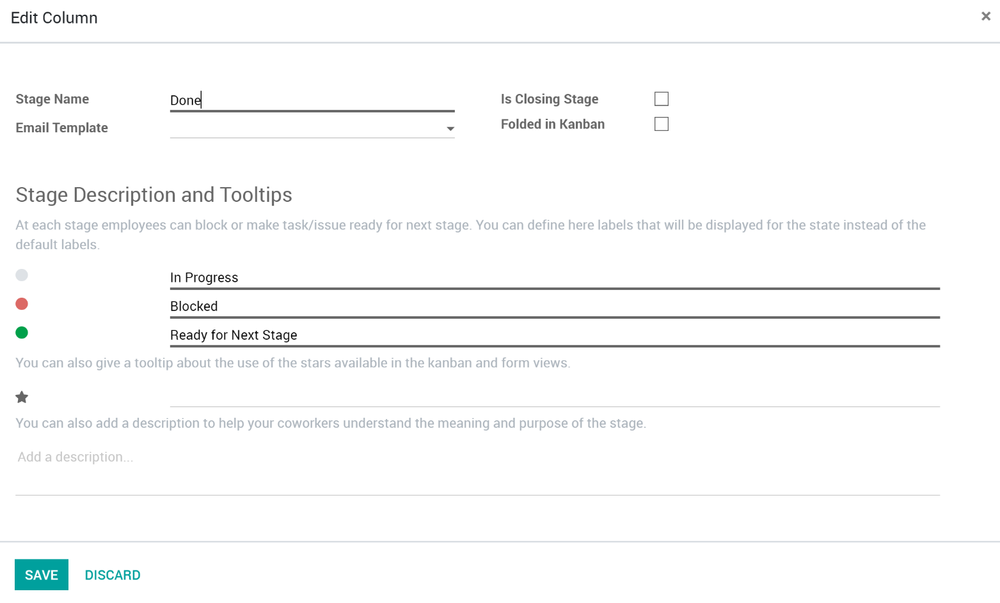 Edit Column
×
Stage Name
Done
Is Closing Stage
Email Template
Folded in Kanban
Stage Description and Tooltips
At each stage employees can block or make task/issue ready for next stage. You can define here labels that will be displayed for the state instead of the
default labels.
In Progress
Blocked
Ready for Next Stage
You can also give a tooltip about the use of the stars available in the kanban and form views.
You can also add a description to help your coworkers understand the meaning and purpose of the stage.
Add a description...
SAVE
DISCARD